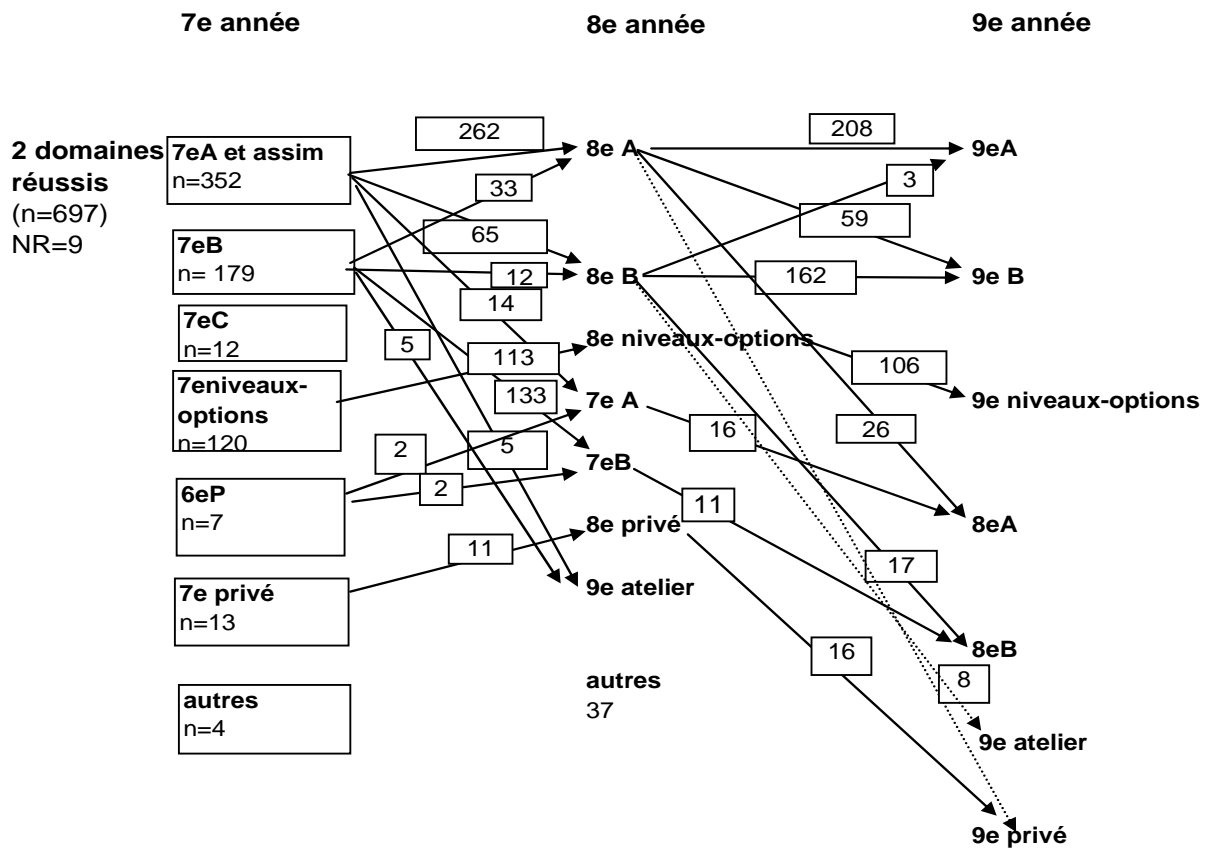 7e année
8e année
9e année
2 domaines
réussis
(n=697)
NR=9
7eA et assim
n=352
7eB
n= 179
7eC
n=12
7eniveaux-
options
n=120
6eP
n=7
7e privé
n=13
autres
n=4
262
33
65
12
14
5
113
133
2
5
2
11
8e A
8e B
8e niveaux-options
7e A
7eB
8e privé
9e atelier
autres
37
208
3
59
162
106
16
26
11
17
16
8
9eA
9e B
9e niveaux-options
8eA
8eB
9e atelier
9e privé